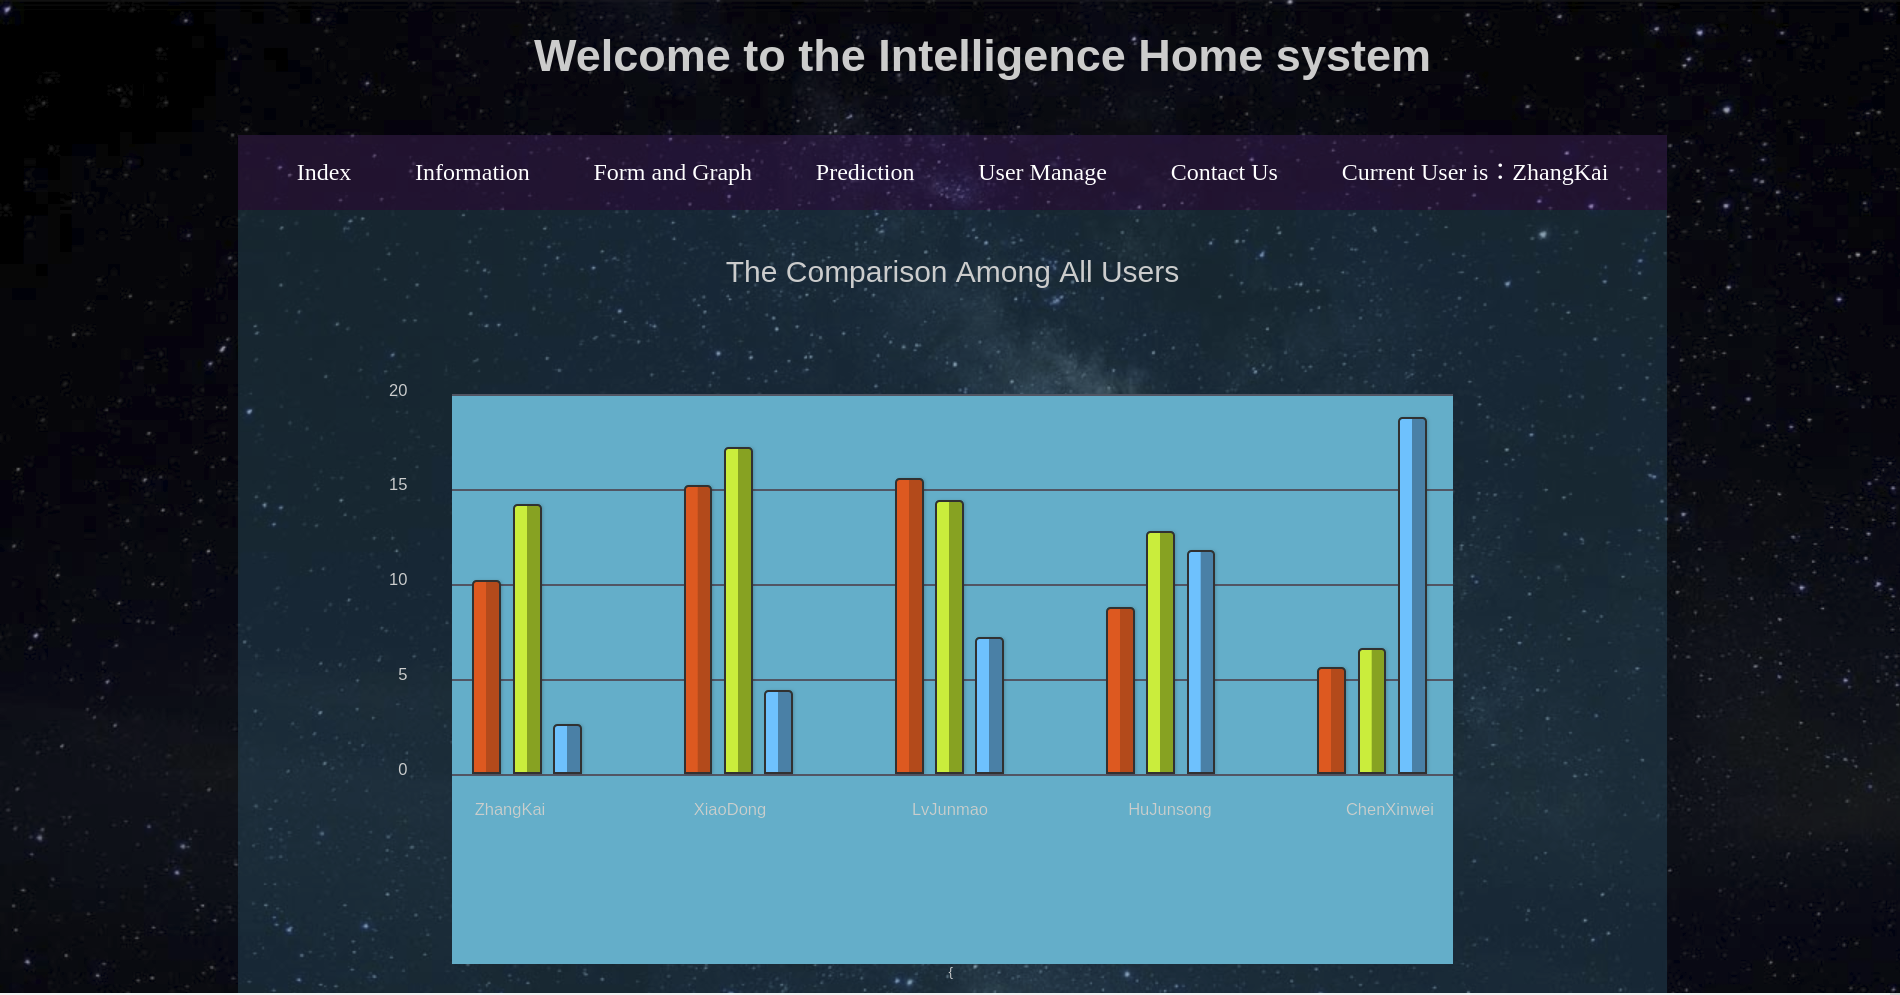 Welcome to the Intelligence Home system
Index Information Form and Graph Prediction User Manage Contact Us Current User is：ZhangKai
The Comparison Among All Users
20
15
10
5
0
ZhangKai XiaoDong LvJunmao HuJunsong ChenXinwei
{